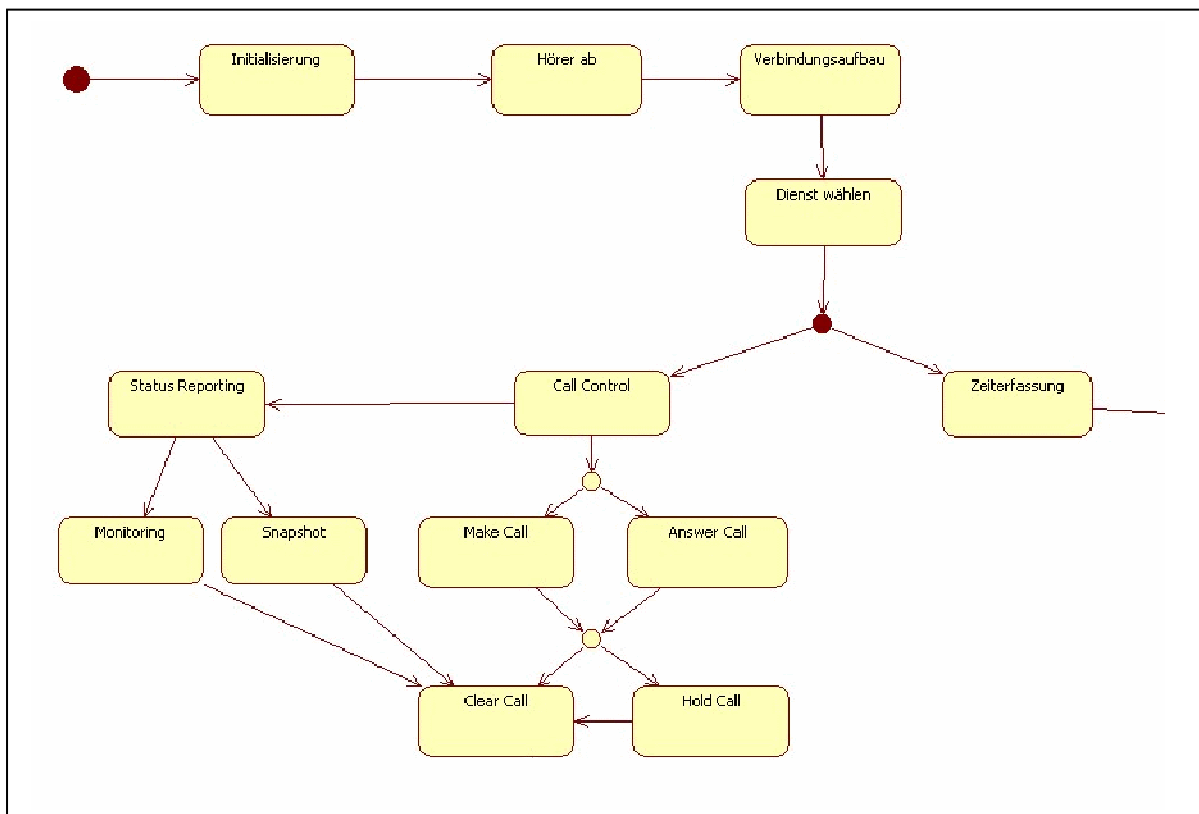 Initialisierung
Hörer ab
Verbindungsaufbau
Dienst wählen
Status Reporting
Call Control
Zeiterfassung
Monitoring
Snapshot
Make Call
Answer Call
Clear Call
Hold Call